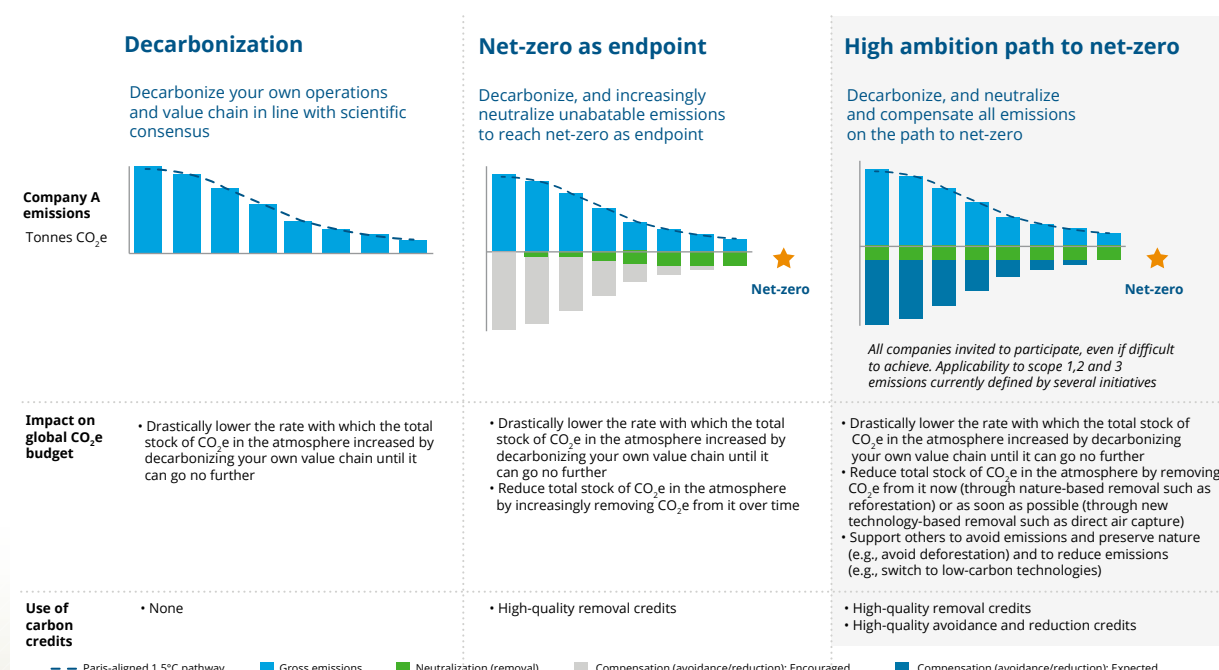 Decarbonization
Decarbonize your own operations
and value chain in line with scientific
consensus
Net-zero as endpoint
Decarbonize, and increasingly
neutralize unabatable emissions
to reach net-zero as endpoint
High ambition path to net-zero
Decarbonize, and neutralize
and compensate all emissions
on the path to net-zero
Company A
emissions
Tonnes CO₂e
Net-zero
Net-zero
All companies invited to participate, even if difficult
to achieve. Applicability to scope 1,2 and 3
emissions currently defined by several initiatives
Impact on
global CO₂e
budget
• Drastically lower the rate with which the total
stock of CO₂e in the atmosphere increased by
decarbonizing your own value chain until it
can go no further
• Drastically lower the rate with which the total
stock of CO₂e in the atmosphere increased by
decarbonizing your own value chain until it
can go no further
• Reduce total stock of CO₂e in the atmosphere
by increasingly removing CO₂e from it over time
• Drastically lower the rate with which the total stock of
CO₂e in the atmosphere increased by decarbonizing
your own value chain until it can go no further
• Reduce total stock of CO₂e in the atmosphere by removing
CO₂e from it now (through nature-based removal such as
reforestation) or as soon as possible (through new
technology-based removal such as direct air capture)
• Support others to avoid emissions and preserve nature
(e.g., avoid deforestation) and to reduce emissions
(e.g., switch to low-carbon technologies)
Use of
carbon
credits
• None
• High-quality removal credits
• High-quality removal credits
• High-quality avoidance and reduction credits
Paris-aligned 1.5°C pathway
Gross emissions
Neutralization (removal)
Compensation (avoidance/reduction): Encouraged
Compensation (avoidance/reduction): Expected